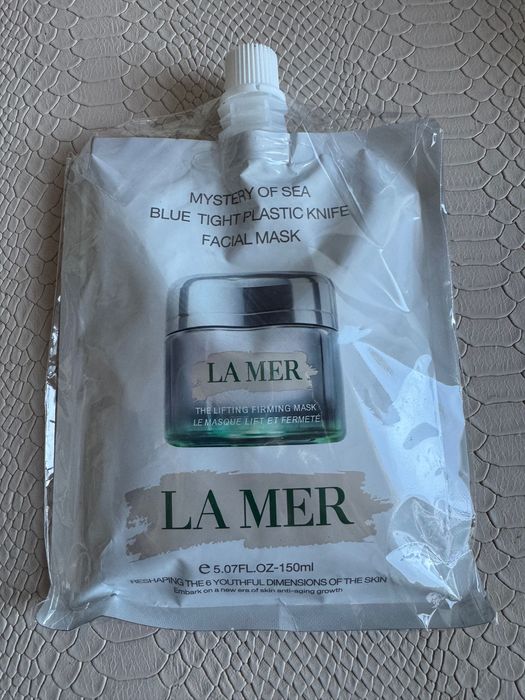 MYSTERY OF SEA
BLUE TIGHT PLASTIC KNIFE
FACIAL MASK
LA MER
THE LIFTING FIRMING MASK
LE MASQUE LIFT ET FERMETÉ
LA MER
℮ 5.07FL.OZ-150ml
RESHAPING THE 6 YOUTHFUL DIMENSIONS OF THE SKIN
Embark on a new era of skin anti-aging growth